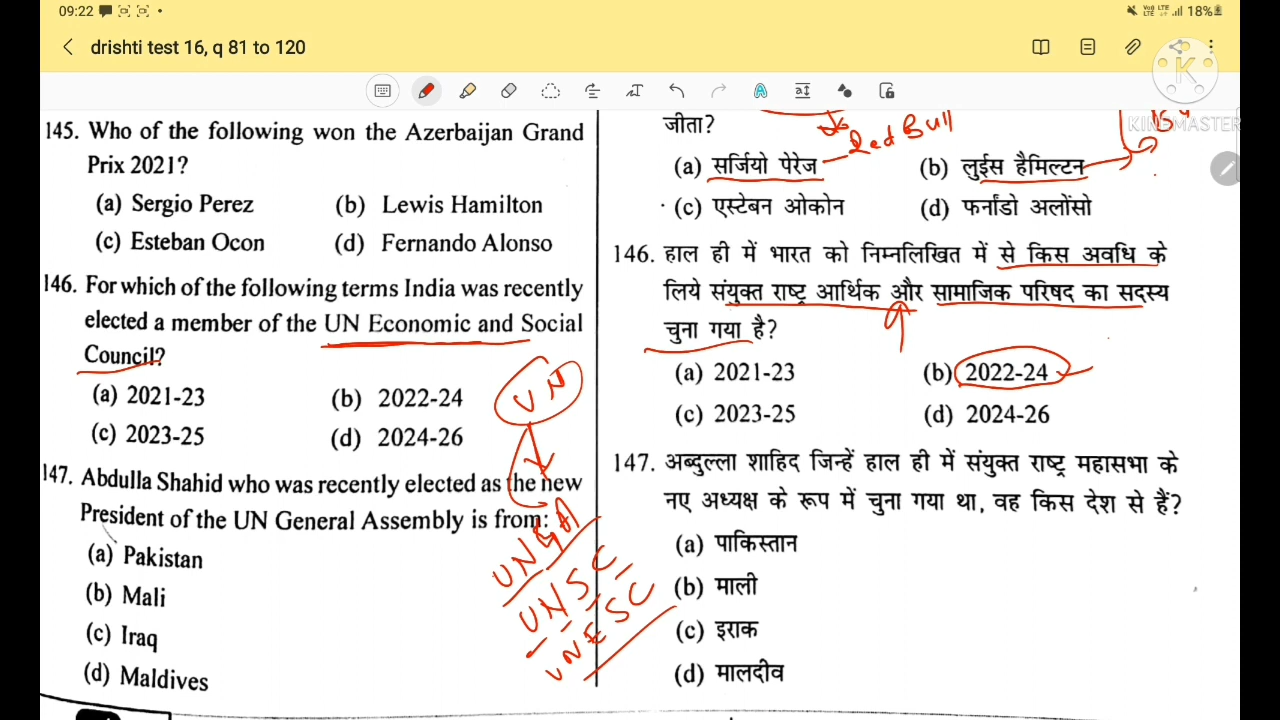 09:22
VoLTE LTE 18%
drishti test 16, q 81 to 120
K
KINEMASTER
145. Who of the following won the Azerbaijan Grand
Prix 2021?
(a) Sergio Perez (b) Lewis Hamilton
(c) Esteban Ocon (d) Fernando Alonso
146. For which of the following terms India was recently
elected a member of the UN Economic and Social
Council?
(a) 2021-23 (b) 2022-24
(c) 2023-25 (d) 2024-26
147. Abdulla Shahid who was recently elected as the new
President of the UN General Assembly is from:
(a) Pakistan
(b) Mali
(c) Iraq
(d) Maldives
UN
UNGA
UNSC
UNESC
जीता?
Red Bull
(a) सर्जियो पेरेज (b) लुईस हैमिल्टन
(c) एस्टेबन ओकोन (d) फर्नांडो अलोंसो
146. हाल ही में भारत को निम्नलिखित में से किस अवधि के
लिये संयुक्त राष्ट्र आर्थिक और सामाजिक परिषद का सदस्य
चुना गया है?
(a) 2021-23 (b) 2022-24
(c) 2023-25 (d) 2024-26
147. अब्दुल्ला शाहिद जिन्हें हाल ही में संयुक्त राष्ट्र महासभा के
नए अध्यक्ष के रूप में चुना गया था, वह किस देश से हैं?
(a) पाकिस्तान
(b) माली
(c) इराक
(d) मालदीव